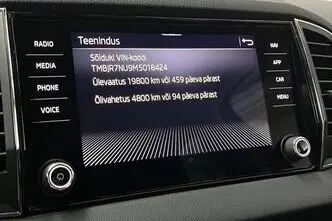 Teenindus
RADIO
MEDIA
PHONE
VOICE
Sõiduki VIN-kood:
TMBJR7NU9M5018424
Ülevaatus 19800 km või 459 päeva pärast
Õlivahetus 4800 km või 94 päeva pärast
NAV
APP
CAR
MENU